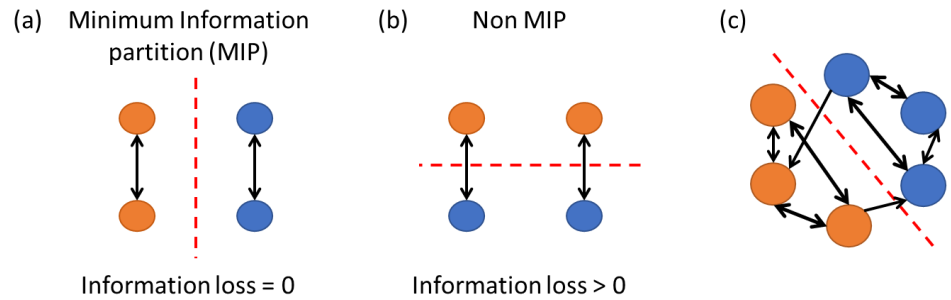 (a)
Minimum Information
partition (MIP)
Information loss = 0
(b)
Non MIP
Information loss > 0
(c)